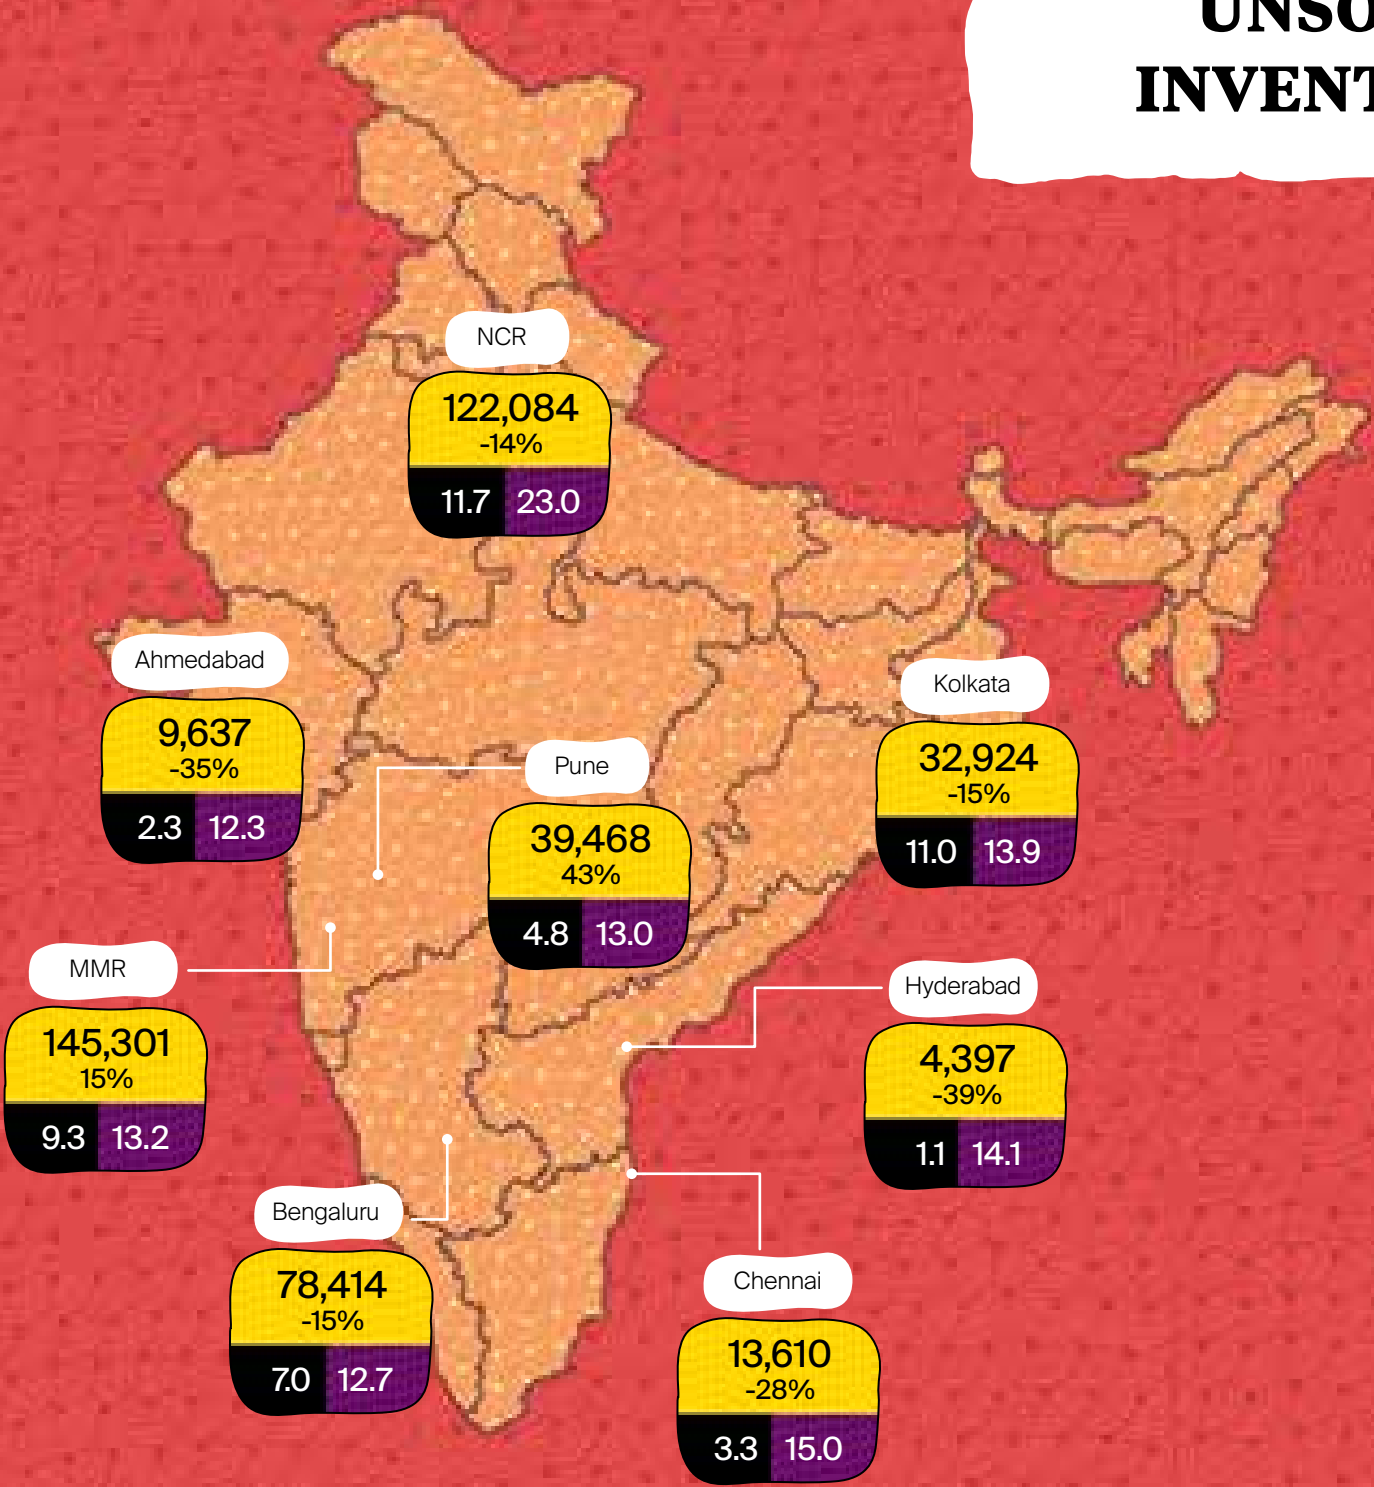 INVENT
NCR
122,084
-14%
11.7 23.0
Ahmedabad
9,637
-35%
2.3 12.3
Kolkata
32,924
-15%
11.0 13.9
Pune
39,468
43%
4.8 13.0
MMR
145,301
15%
9.3 13.2
Hyderabad
4,397
-39%
1.1 14.1
Bengaluru
78,414
-15%
7.0 12.7
Chennai
13,610
-28%
3.3 15.0